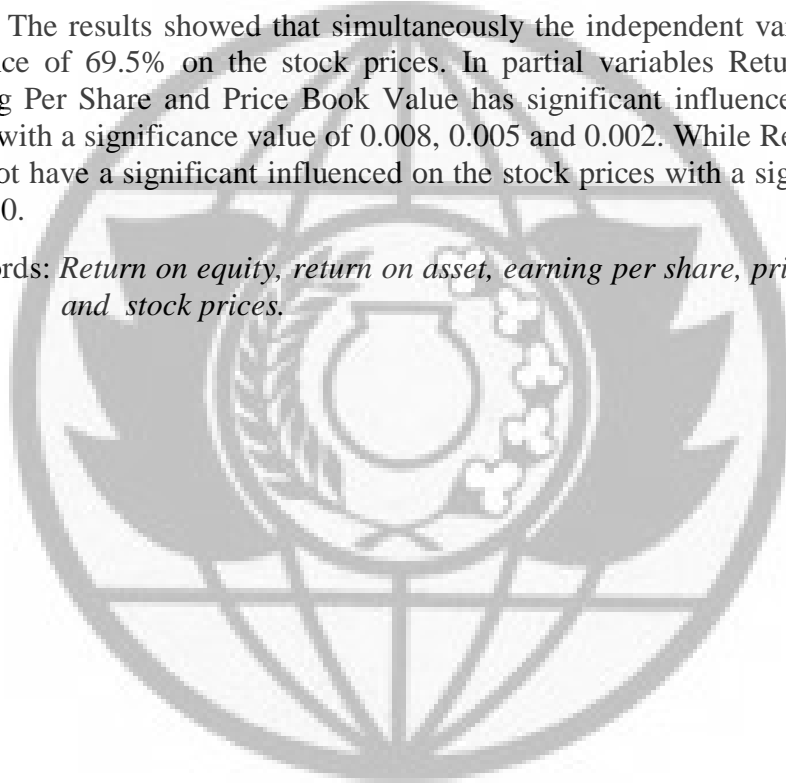 The results showed that simultaneously the independent var
ce of 69.5% on the stock prices. In partial variables Retu
g Per Share and Price Book Value has significant influence
with a significance value of 0.008, 0.005 and 0.002. While Re
ot have a significant influenced on the stock prices with a sig
0.
ords: Return on equity, return on asset, earning per share, pri
and stock prices.